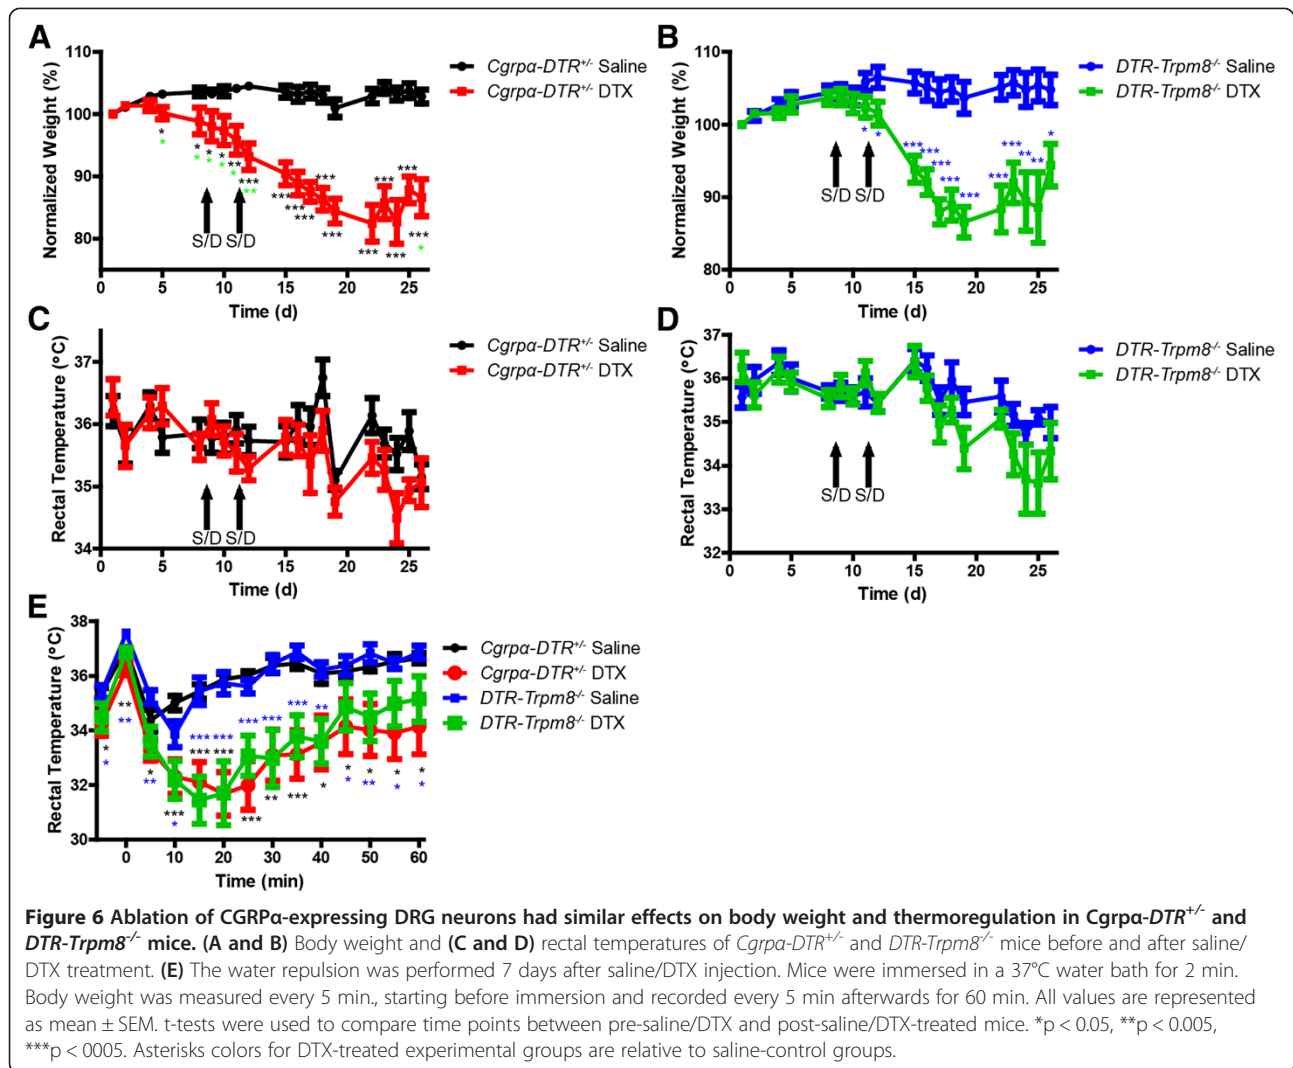 A
Normalized Weight (%)
110
100
90
80
0 5 10 15 20 25
Time (d)
S/D S/D
* * * * ** *** *** *** *** *** *** *** *** *** *** ***
* * * * * ** *
Cgrpα-DTR+/- Saline
Cgrpα-DTR+/- DTX
B
Normalized Weight (%)
110
100
90
80
0 5 10 15 20 25
Time (d)
S/D S/D
* * *** *** *** *** *** *** *** ** ** *
DTR-Trpm8-/- Saline
DTR-Trpm8-/- DTX
C
Rectal Temperature (°C)
37
36
35
34
0 5 10 15 20 25
Time (d)
S/D S/D
Cgrpα-DTR+/- Saline
Cgrpα-DTR+/- DTX
D
Rectal Temperature (°C)
37
36
35
34
33
32
0 5 10 15 20 25
Time (d)
S/D S/D
DTR-Trpm8-/- Saline
DTR-Trpm8-/- DTX
E
Rectal Temperature (°C)
38
36
34
32
30
0 10 20 30 40 50 60
Time (min)
* ** * *** *** *** *** ** *** * * * * *
* ** ** * *** *** *** *** *** ** * ** * *
Cgrpα-DTR+/- Saline
Cgrpα-DTR+/- DTX
DTR-Trpm8-/- Saline
DTR-Trpm8-/- DTX
Figure 6 Ablation of CGRPα-expressing DRG neurons had similar effects on body weight and thermoregulation in Cgrpα-DTR+/- and
DTR-Trpm8-/- mice. (A and B) Body weight and (C and D) rectal temperatures of Cgrpα-DTR+/- and DTR-Trpm8-/- mice before and after saline/
DTX treatment. (E) The water repulsion was performed 7 days after saline/DTX injection. Mice were immersed in a 37°C water bath for 2 min.
Body weight was measured every 5 min., starting before immersion and recorded every 5 min afterwards for 60 min. All values are represented
as mean ± SEM. t-tests were used to compare time points between pre-saline/DTX and post-saline/DTX-treated mice. *p < 0.05, **p < 0.005,
***p < 0005. Asterisks colors for DTX-treated experimental groups are relative to saline-control groups.